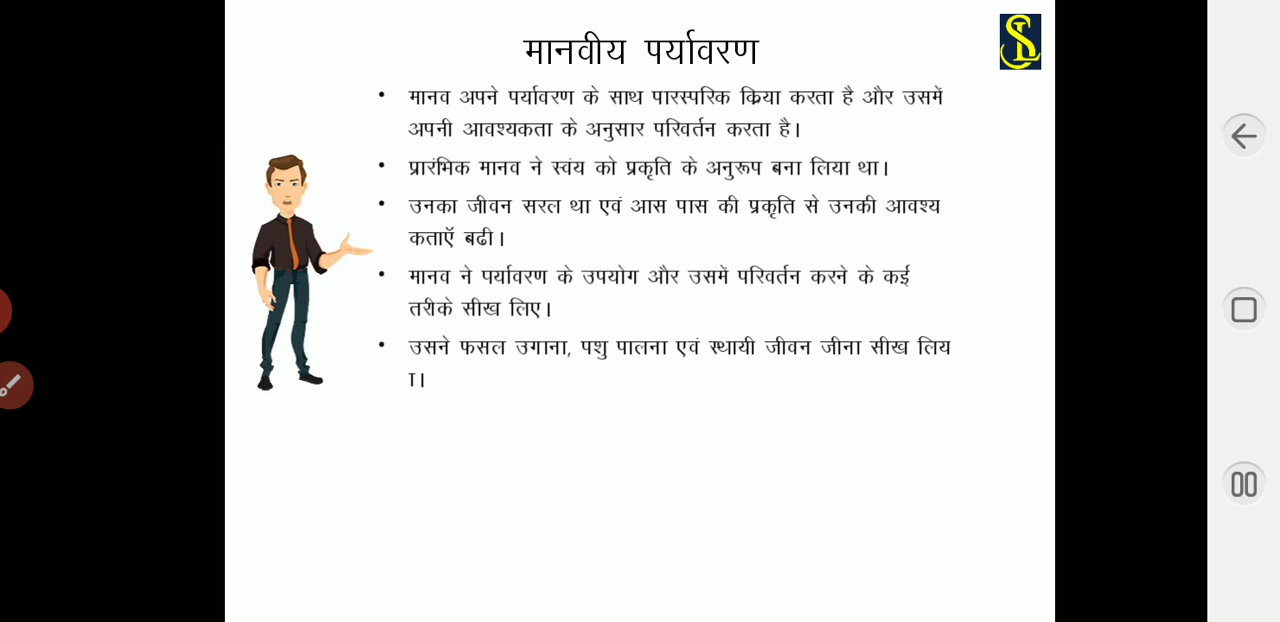 मानवीय पर्यावरण
SL
• मानव अपने पर्यावरण के साथ पारस्परिक क्रिया करता है और उसमें
अपनी आवश्यकता के अनुसार परिवर्तन करता है।
• प्रारंभिक मानव ने स्वंय को प्रकृति के अनुरूप बना लिया था।
• उनका जीवन सरल था एवं आस पास की प्रकृति से उनकी आवश्य
कताऍ बढी।
• मानव ने पर्यावरण के उपयोग और उसमें परिवर्तन करने के कई
तरीके सीख लिए।
• उसने फसल उगाना, पशु पालना एवं स्थायी जीवन जीना सीख लिय
ा।